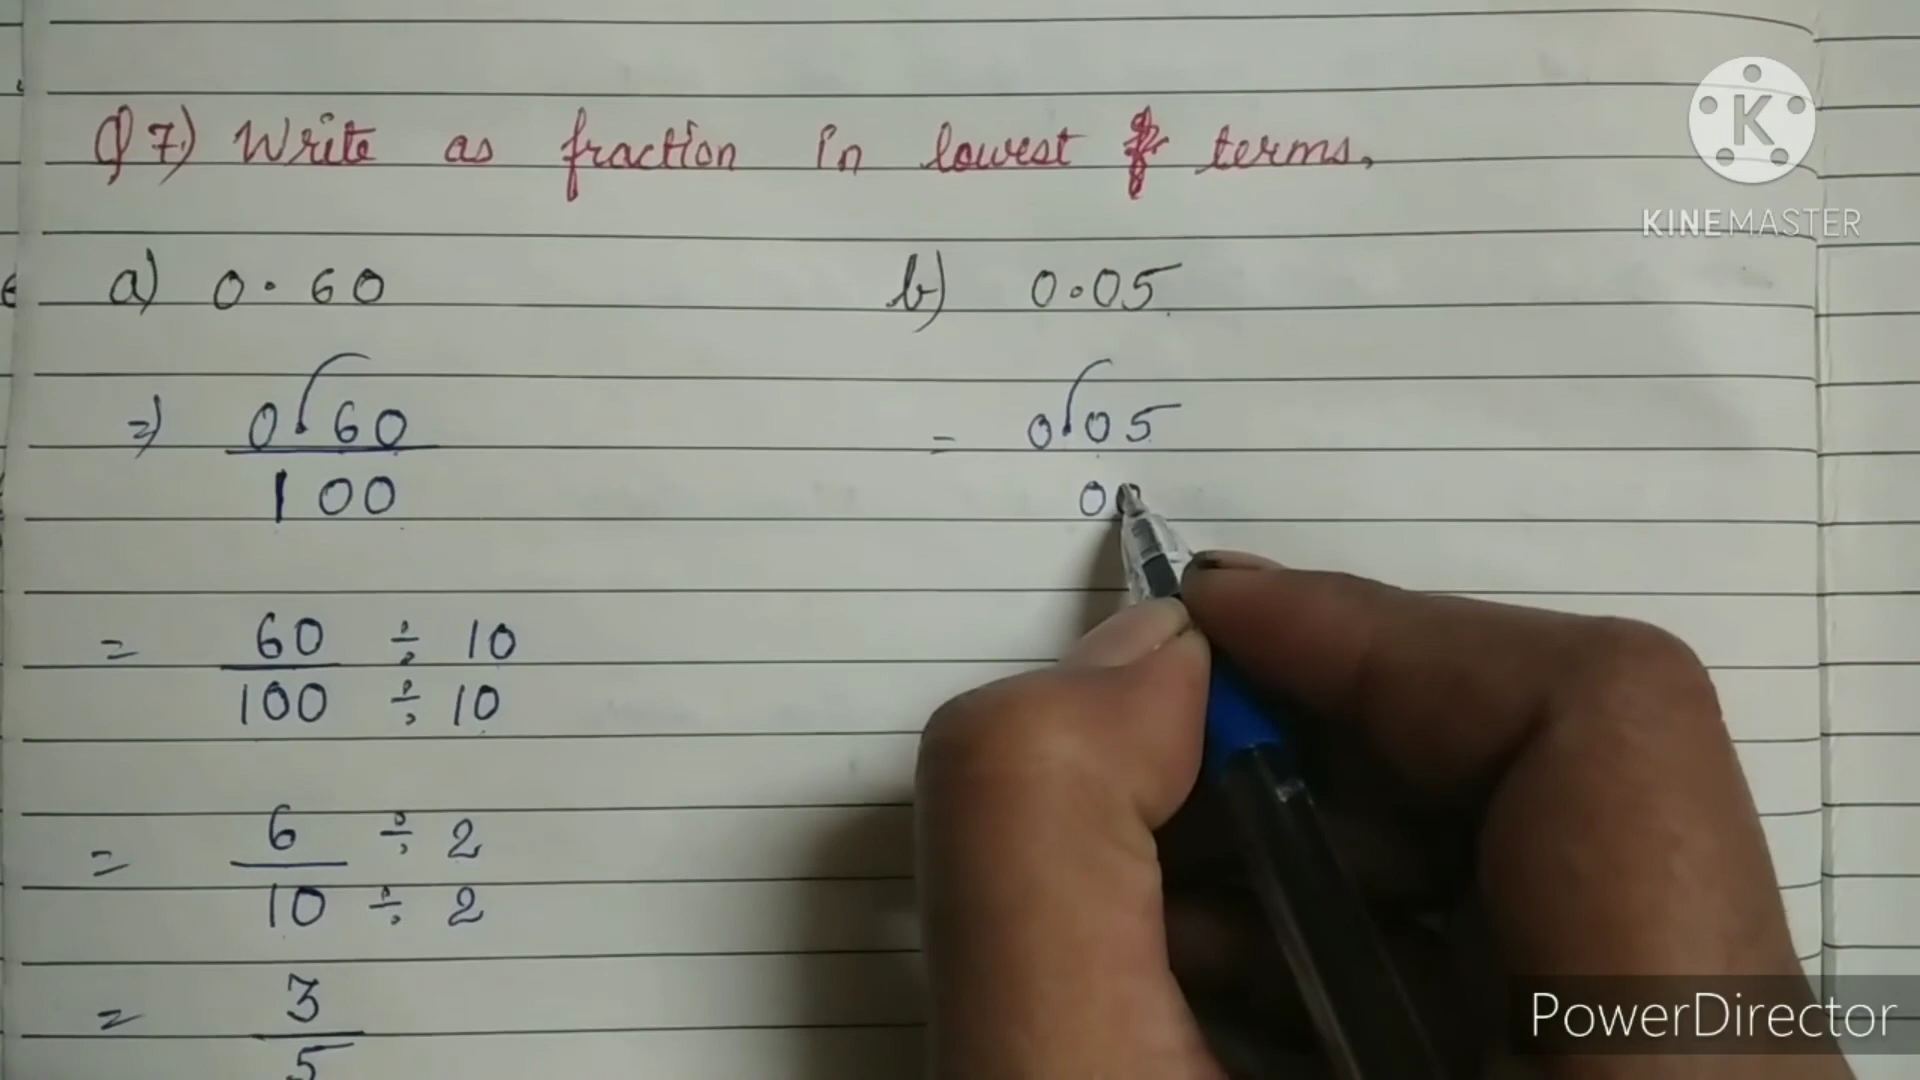 Q7.) Write as fraction in lowest terms.
K
KINEMASTER
a) 0.60
b) 0.05
=) 0.60
100
= 0.05
00
= 60 ÷ 10
100 ÷ 10
= 6 ÷ 2
10 ÷ 2
= 3
5
PowerDirector